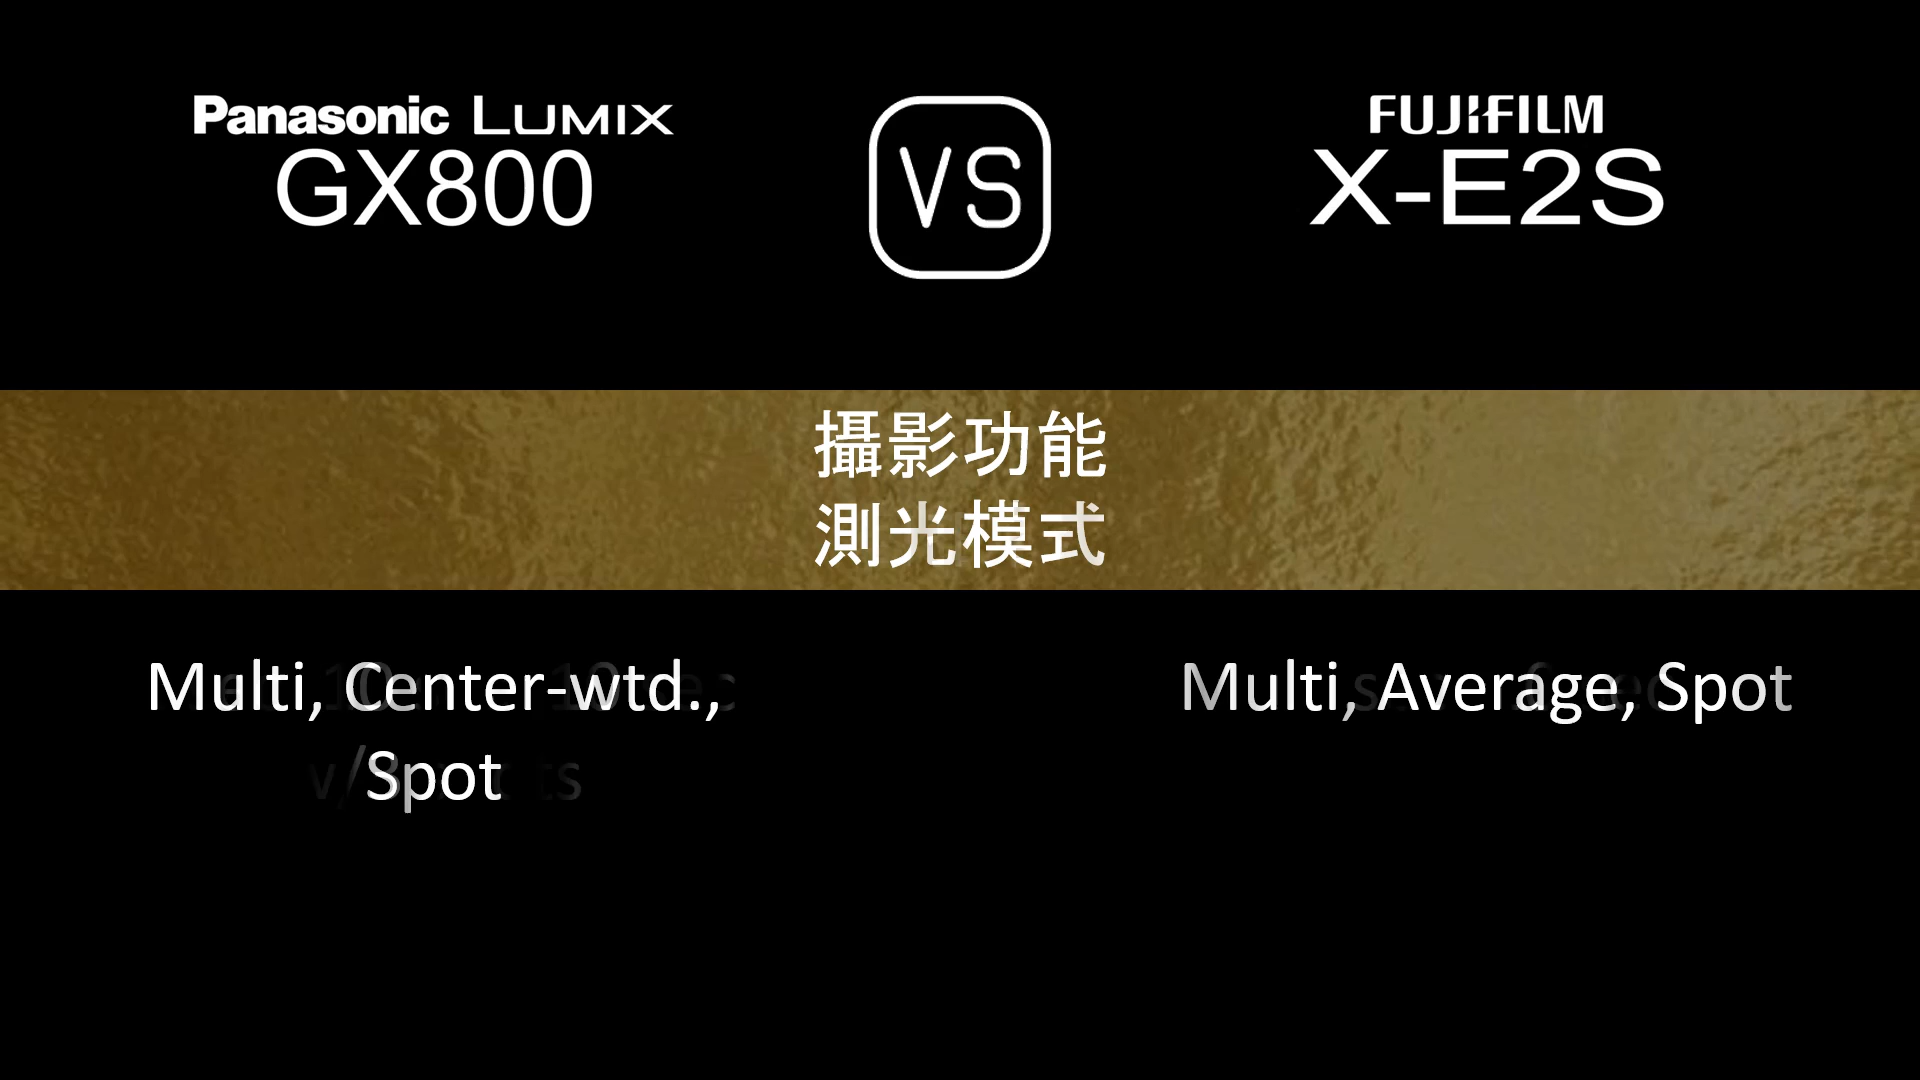 Panasonic LUMIX
GX800
VS
FUJIFILM
X-E2S
攝影功能
測光模式
Multi, Center-wtd.,
Spot
Multi, Average, Spot